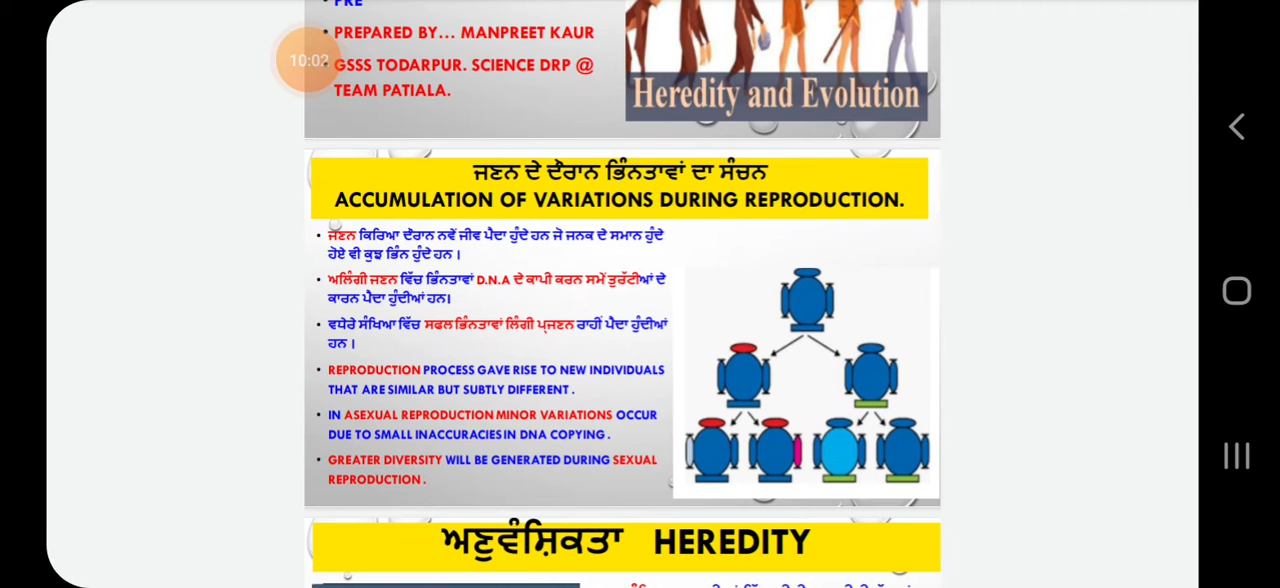 PRE
• PREPARED BY... MANPREET KAUR
10:02
• GSSS TODARPUR. SCIENCE DRP @
TEAM PATIALA.
Heredity and Evolution
ਜਣਨ ਦੇ ਦੌਰਾਨ ਭਿੰਨਤਾਵਾਂ ਦਾ ਸੰਚਨ
ACCUMULATION OF VARIATIONS DURING REPRODUCTION.
• ਜਣਨ ਕਿਰਿਆ ਦੌਰਾਨ ਨਵੇਂ ਜੀਵ ਪੈਦਾ ਹੁੰਦੇ ਹਨ ਜੋ ਜਨਕ ਦੇ ਸਮਾਨ ਹੁੰਦੇ
ਹੋਏ ਵੀ ਕੁਝ ਭਿੰਨ ਹੁੰਦੇ ਹਨ ।
• ਅਲਿੰਗੀ ਜਣਨ ਵਿੱਚ ਭਿੰਨਤਾਵਾਂ D.N.A ਦੇ ਕਾਪੀ ਕਰਨ ਸਮੇਂ ਤੁਰੱਟੀਆਂ ਦੇ
ਕਾਰਨ ਪੈਦਾ ਹੁੰਦੀਆਂ ਹਨ।
• ਵਧੇਰੇ ਸੰਖਿਆ ਵਿੱਚ ਸਫਲ ਭਿੰਨਤਾਵਾਂ ਲਿੰਗੀ ਪ੍ਰਜਣਨ ਰਾਹੀਂ ਪੈਦਾ ਹੁੰਦੀਆਂ
ਹਨ ।
• REPRODUCTION PROCESS GAVE RISE TO NEW INDIVIDUALS
THAT ARE SIMILAR BUT SUBTLY DIFFERENT .
• IN ASEXUAL REPRODUCTION MINOR VARIATIONS OCCUR
DUE TO SMALL INACCURACIES IN DNA COPYING .
• GREATER DIVERSITY WILL BE GENERATED DURING SEXUAL
REPRODUCTION .
ਅਣੁਵੰਸ਼ਿਕਤਾ HEREDITY